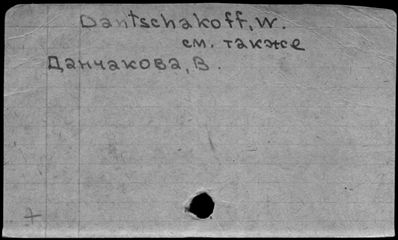 Dantschakoff, W.
см. также
Данчакова, В.
+